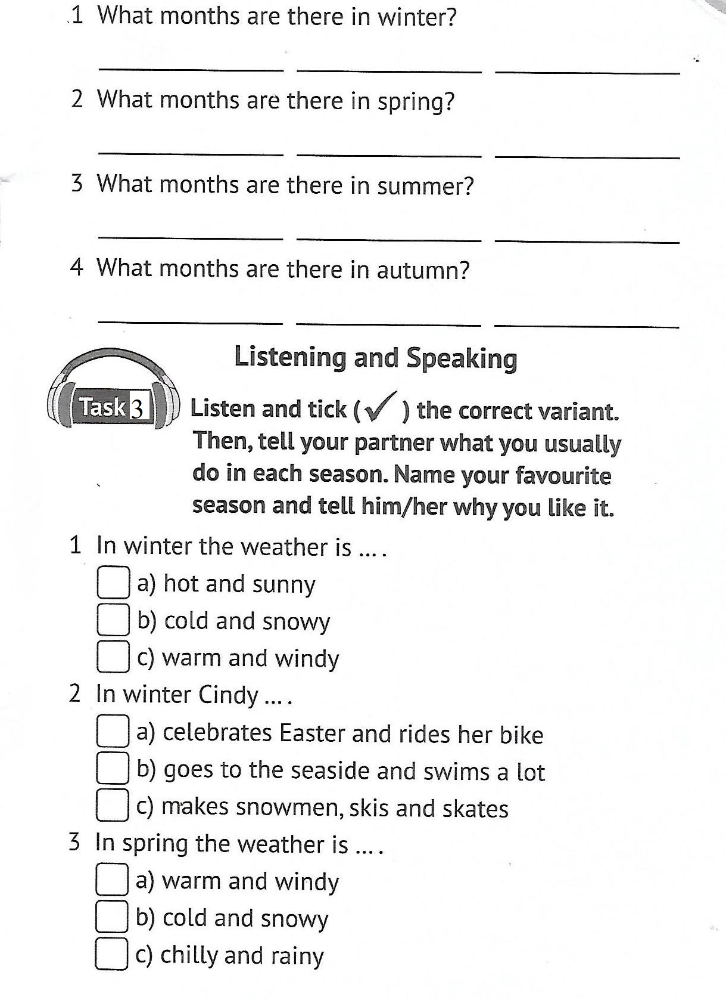 1 What months are there in winter?
2 What months are there in spring?
3 What months are there in summer?
4 What months are there in autumn?
Listening and Speaking
Task 3 Listen and tick (✓) the correct variant.
Then, tell your partner what you usually
do in each season. Name your favourite
season and tell him/her why you like it.
1 In winter the weather is ... .
a) hot and sunny
b) cold and snowy
c) warm and windy
2 In winter Cindy ... .
a) celebrates Easter and rides her bike
b) goes to the seaside and swims a lot
c) makes snowmen, skis and skates
3 In spring the weather is ... .
a) warm and windy
b) cold and snowy
c) chilly and rainy